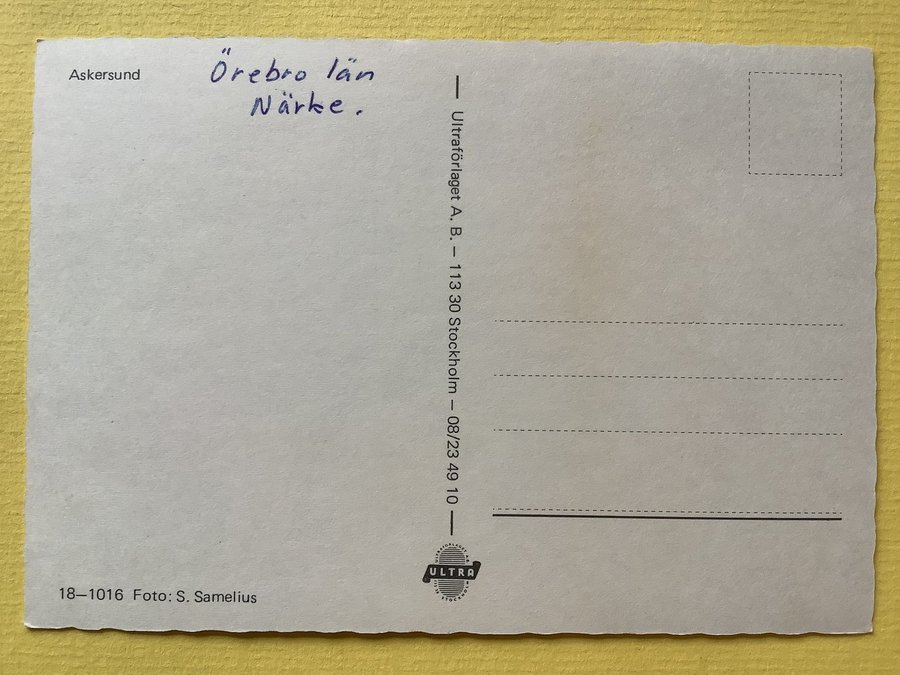 Askersund
Örebro län
Närke.
Ultraförlaget A. B. – 113 30 Stockholm – 08/23 49 10
ULTRA
18–1016 Foto: S. Samelius